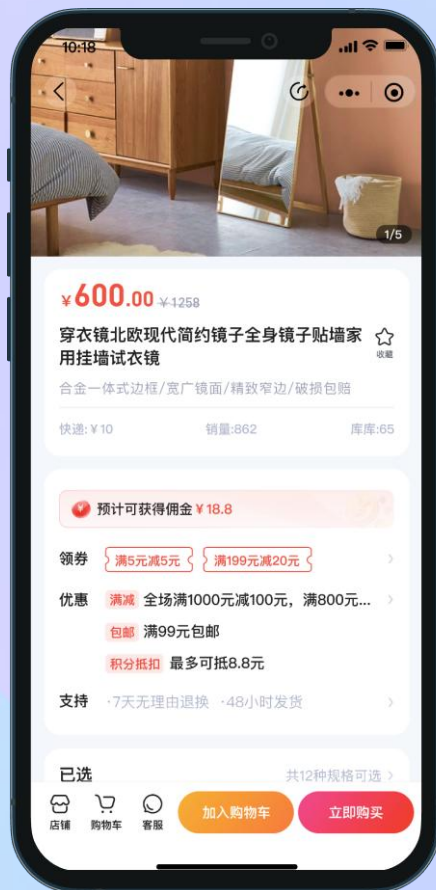 10:18
1/5
¥600.00 ¥1258
穿衣镜北欧现代简约镜子全身镜子贴墙家
用挂墙试衣镜
收藏
合金一体式边框/宽广镜面/精致窄边/破损包赔
快递:¥10 销量:862 库库:65
预计可获得佣金¥18.8
领券 满5元减5元 满199元减20元
优惠 满减 全场满1000元减100元，满800元...
包邮 满99元包邮
积分抵扣 最多可抵8.8元
支持 ·7天无理由退换 ·48小时发货
已选 共12种规格可选
店铺 购物车 客服 加入购物车 立即购买